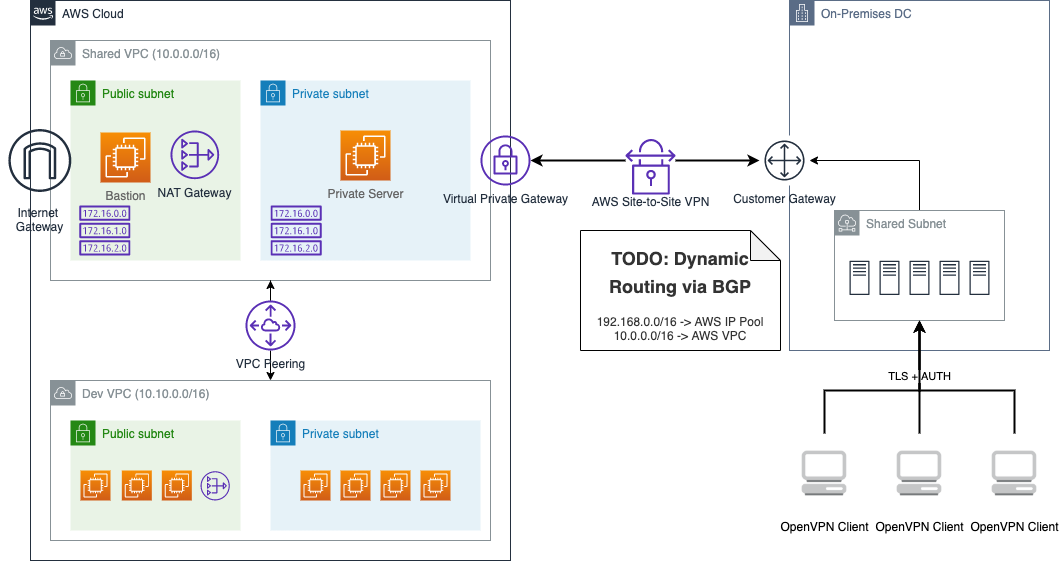 aws
AWS Cloud
On-Premises DC
Shared VPC (10.0.0.0/16)
Public subnet
Private subnet
Bastion
NAT Gateway
Private Server
Internet
Gateway
172.16.0.0
172.16.1.0
172.16.2.0
172.16.0.0
172.16.1.0
172.16.2.0
Virtual Private Gateway
AWS Site-to-Site VPN
Customer Gateway
Shared Subnet
TODO: Dynamic
Routing via BGP
192.168.0.0/16 -> AWS IP Pool
10.0.0.0/16 -> AWS VPC
VPC Peering
TLS + AUTH
Dev VPC (10.10.0.0/16)
Public subnet
Private subnet
OpenVPN Client
OpenVPN Client
OpenVPN Client